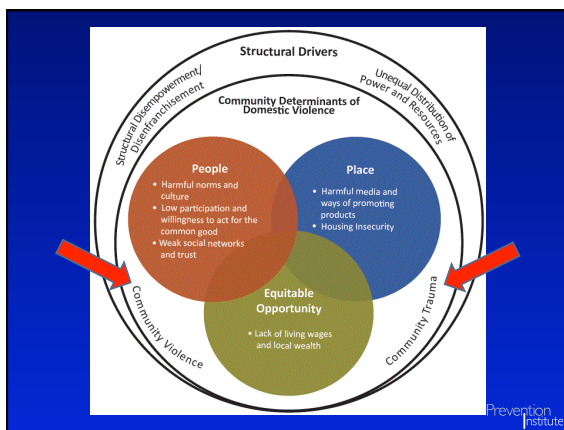 Structural Drivers
Structural Disempowerment/
Disenfranchisement
Unequal Distribution of
Power and Resources
Community Determinants of
Domestic Violence
People
• Harmful norms and
culture
• Low participation and
willingness to act for the
common good
• Weak social networks
and trust
Place
• Harmful media and
ways of promoting
products
• Housing Insecurity
Equitable
Opportunity
• Lack of living wages
and local wealth
Community Violence
Community Trauma
Prevention
Institute